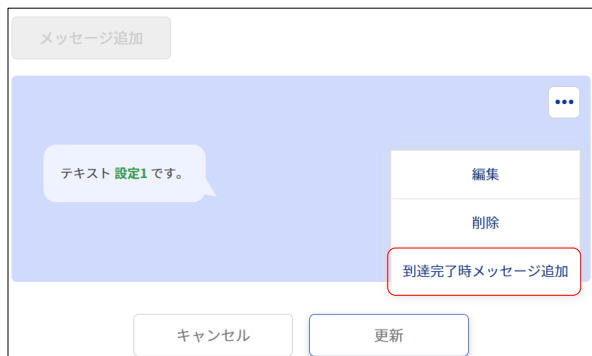 メッセージ追加
•••
テキスト 設定1 です。
編集
削除
到達完了時メッセージ追加
キャンセル
更新